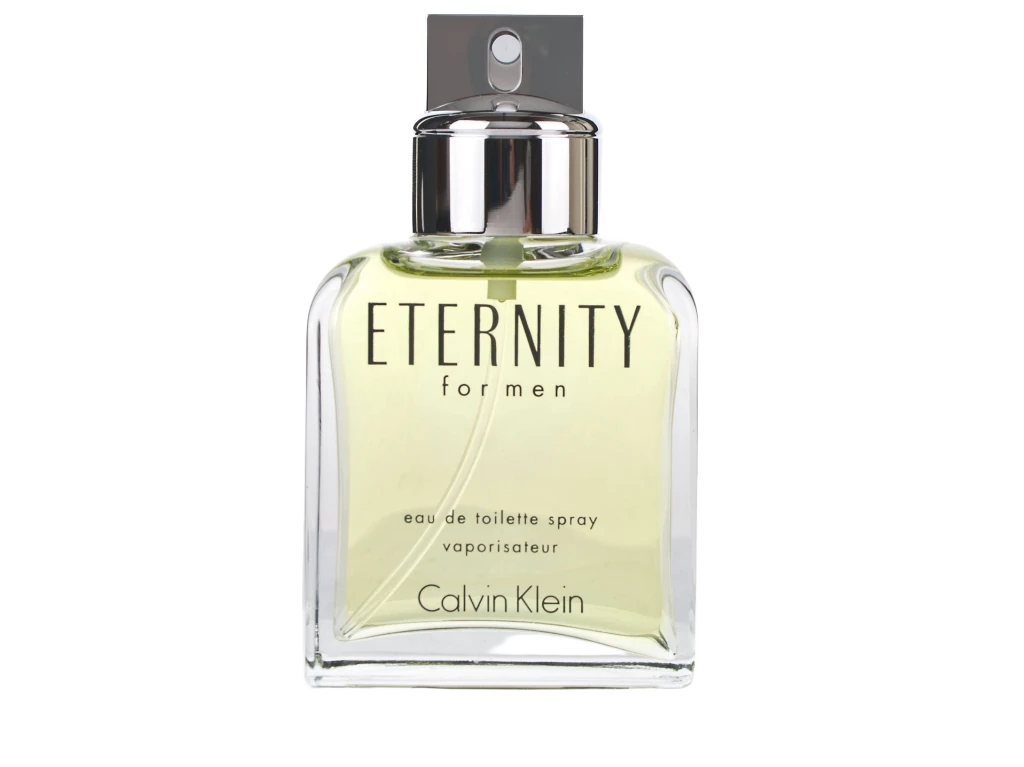 ETERNITY
for men
eau de toilette spray
vaporisateur
Calvin Klein